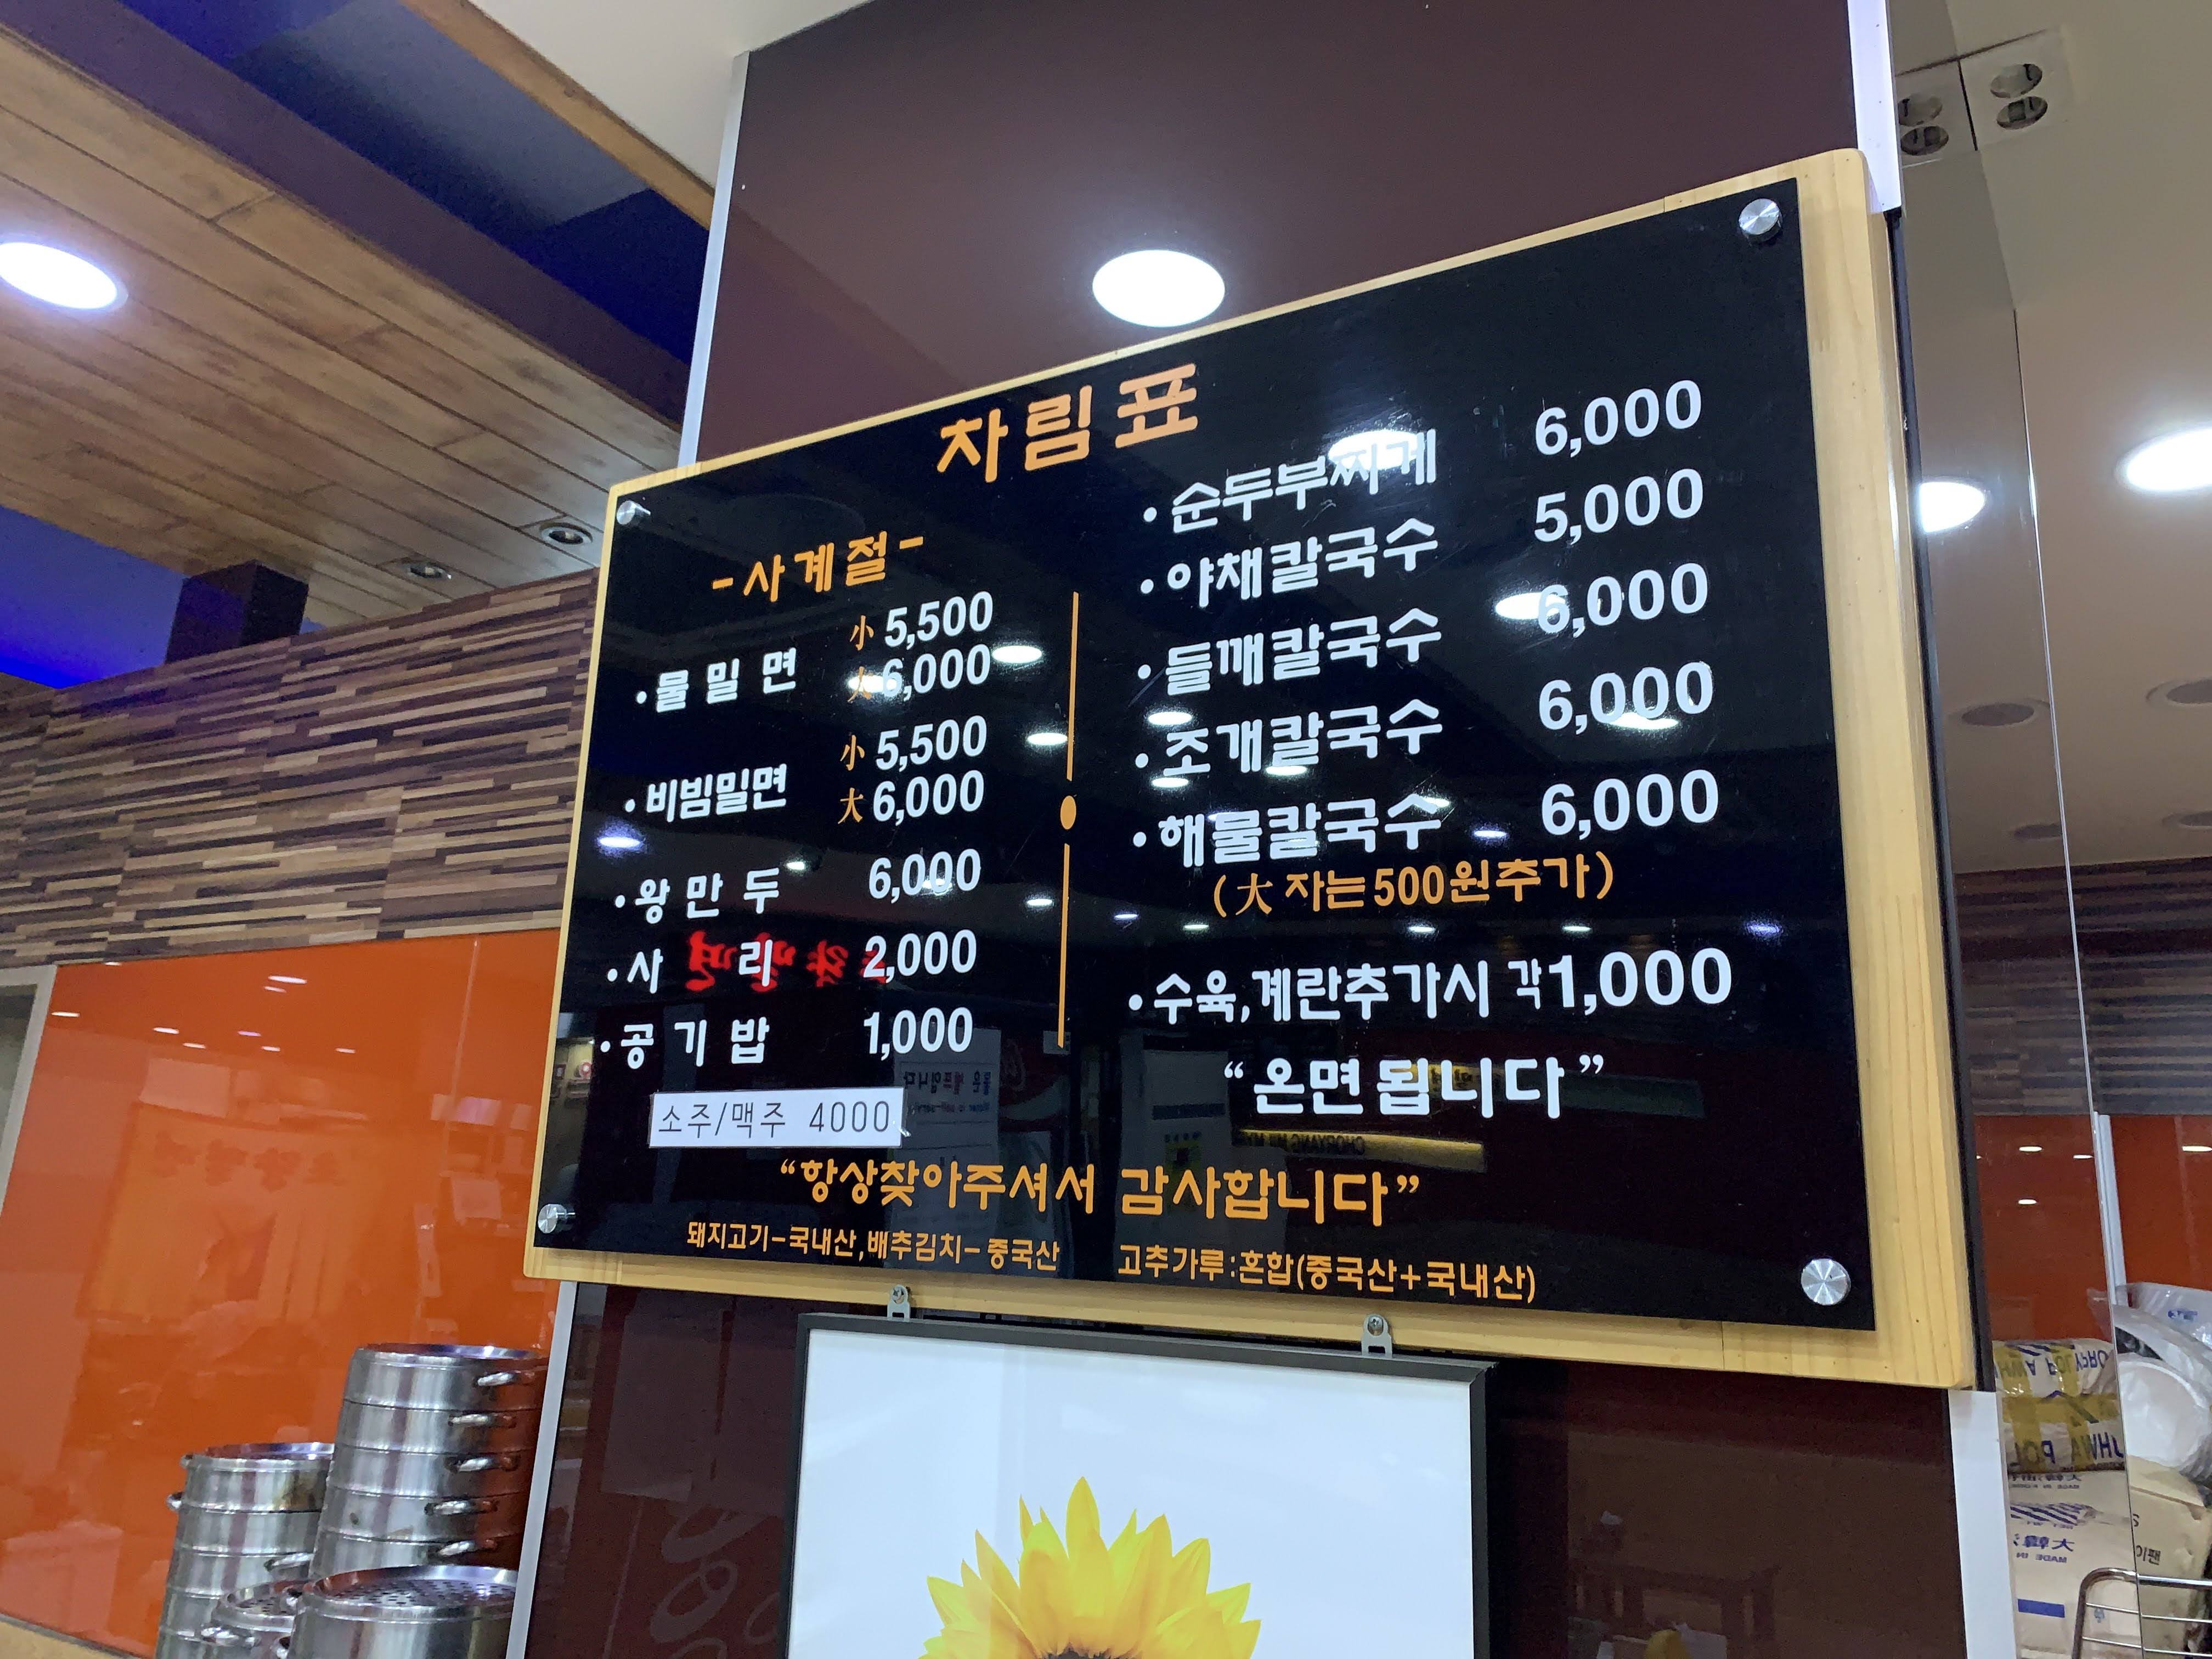 차림표
-사계절-
·물밀면 小 5,500
大 6,000
·비빔밀면 小 5,500
大 6,000
·왕만두 6,000
·사리 2,000
·공기밥 1,000
소주/맥주 4000
·순두부찌게 6,000
·야채칼국수 5,000
·들깨칼국수 6,000
·조개칼국수 6,000
·해물칼국수 6,000
(大 자는500원추가)
·수육,계란추가시 각1,000
“온면됩니다”
“항상찾아주셔서 감사합니다”
돼지고기-국내산,배추김치-중국산 고추가루:혼합(중국산+국내산)